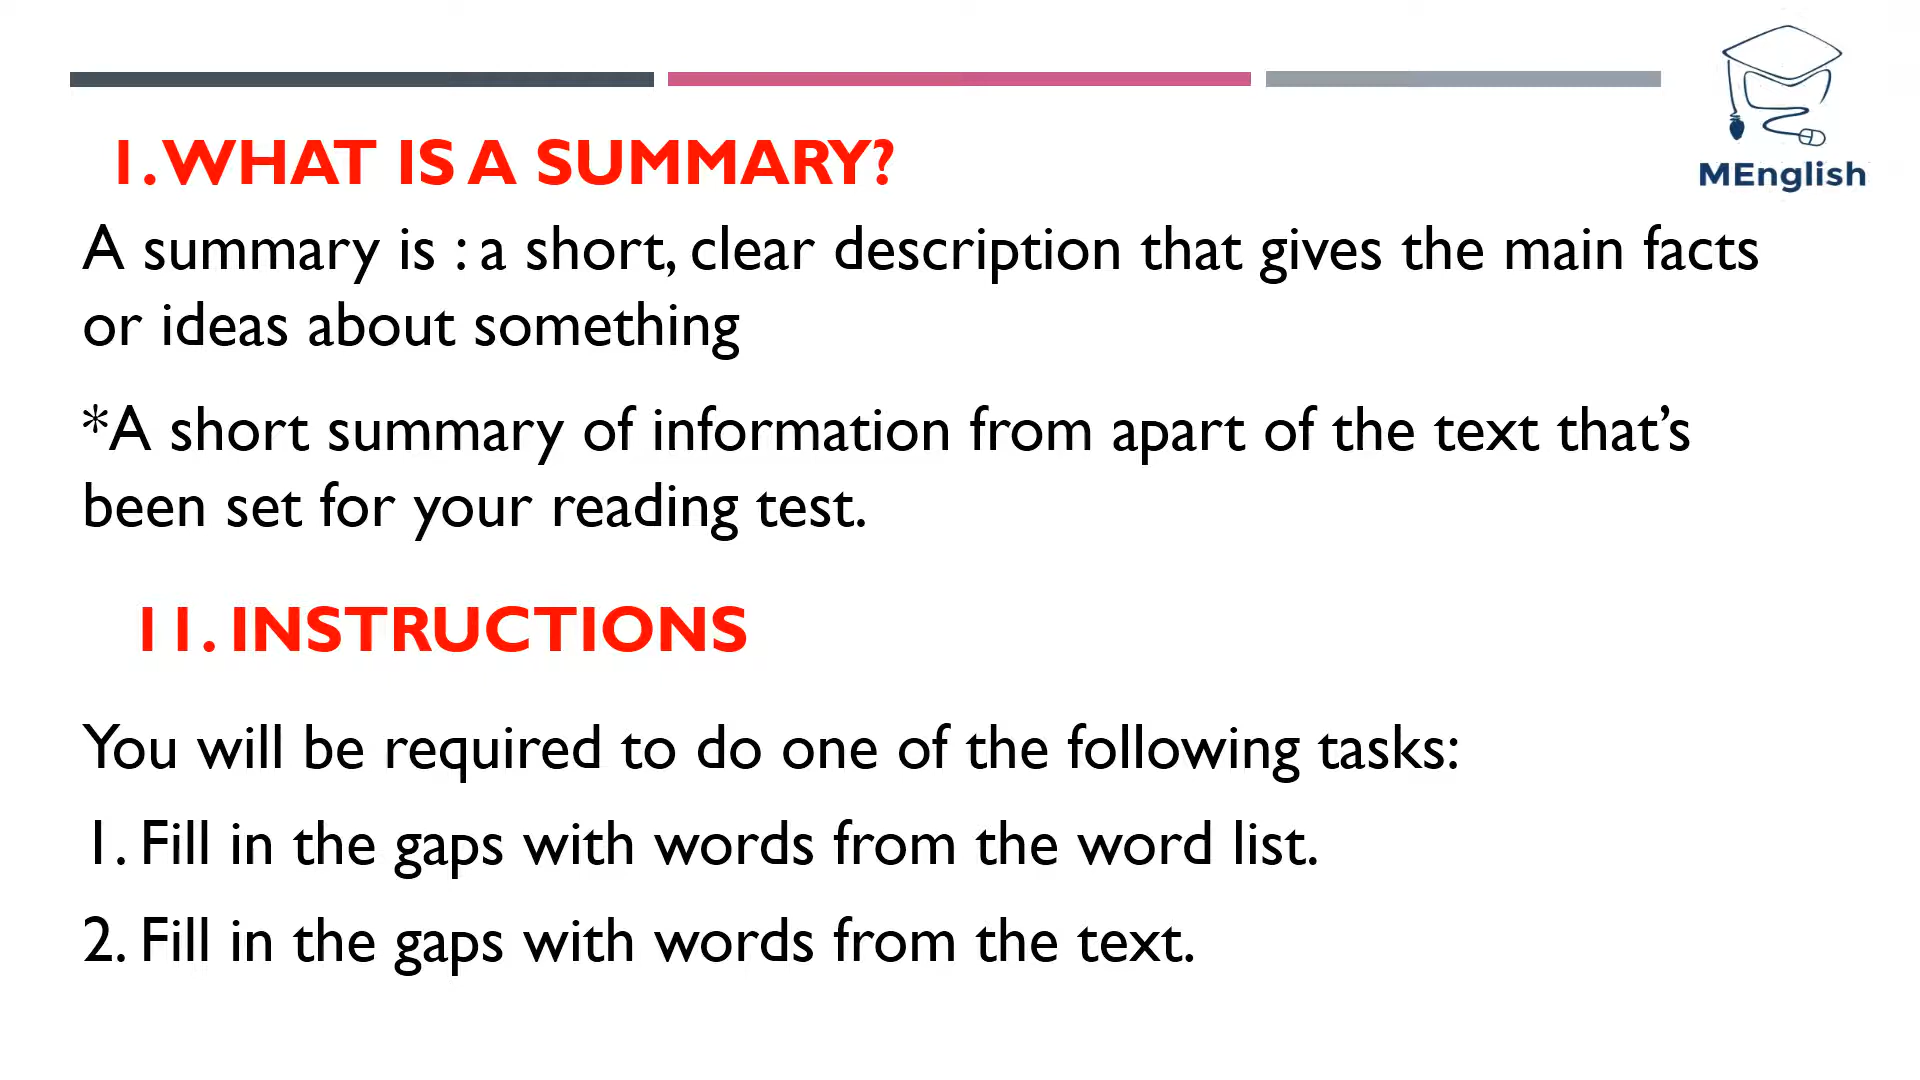 MEnglish
1. WHAT IS A SUMMARY?
A summary is : a short, clear description that gives the main facts
or ideas about something
*A short summary of information from apart of the text that’s
been set for your reading test.
11. INSTRUCTIONS
You will be required to do one of the following tasks:
1. Fill in the gaps with words from the word list.
2. Fill in the gaps with words from the text.